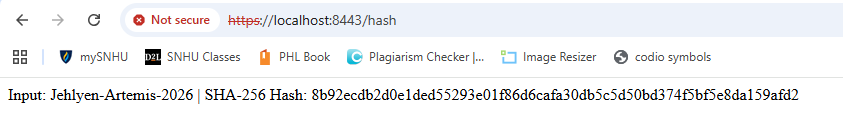 Not secure https://localhost:8443/hash
mySNHU D2L SNHU Classes PHL Book Plagiarism Checker |... Image Resizer codio symbols
Input: Jehlyen-Artemis-2026 | SHA-256 Hash: 8b92ecdb2d0e1ded55293e01f86d6cafa30db5c5d50bd374f5bf5e8da159afd2